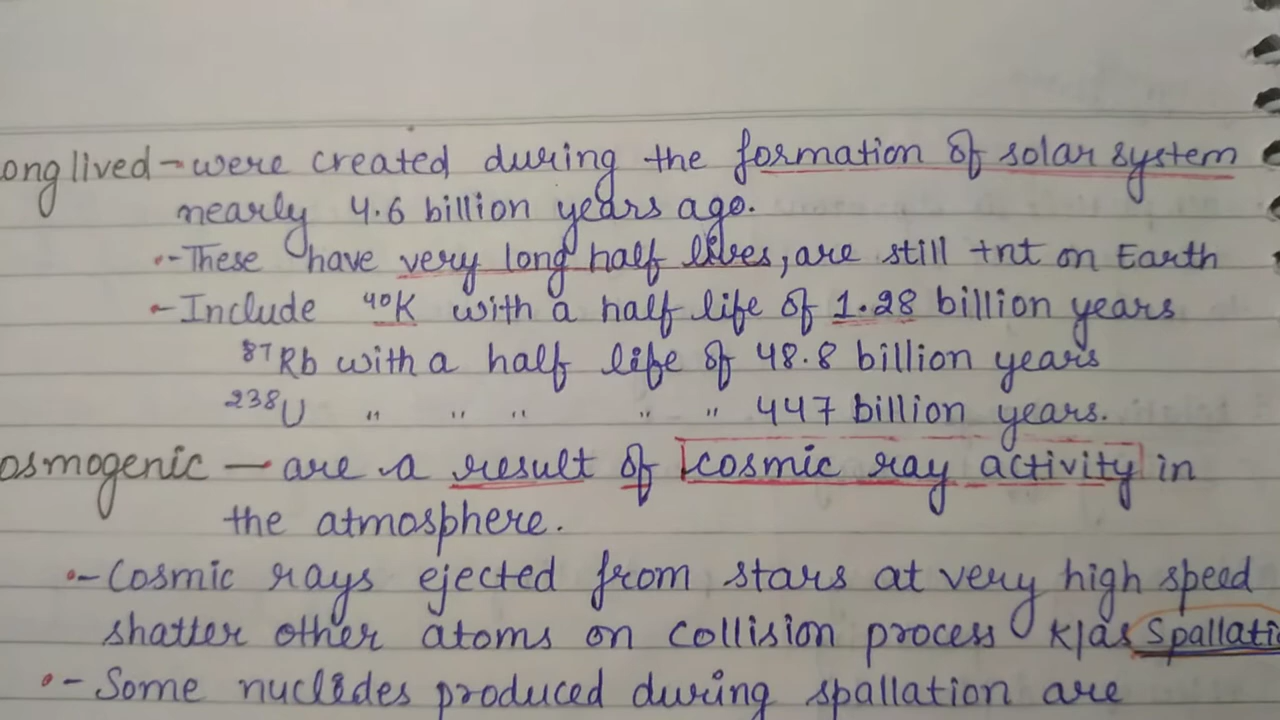 ong lived - were created during the formation of solar system
nearly 4.6 billion years ago.
- These have very long half lives, are still +nt on Earth
- Include ⁴⁰K with a half life of 1.28 billion years
⁸⁷Rb with a half life of 48.8 billion years
²³⁸U " " " " " 447 billion years.
osmogenic - are a result of cosmic ray activity in
the atmosphere.
- Cosmic rays ejected from stars at very high speed
shatter other atoms on collision process K/as Spallati
- Some nuclides produced during spallation are